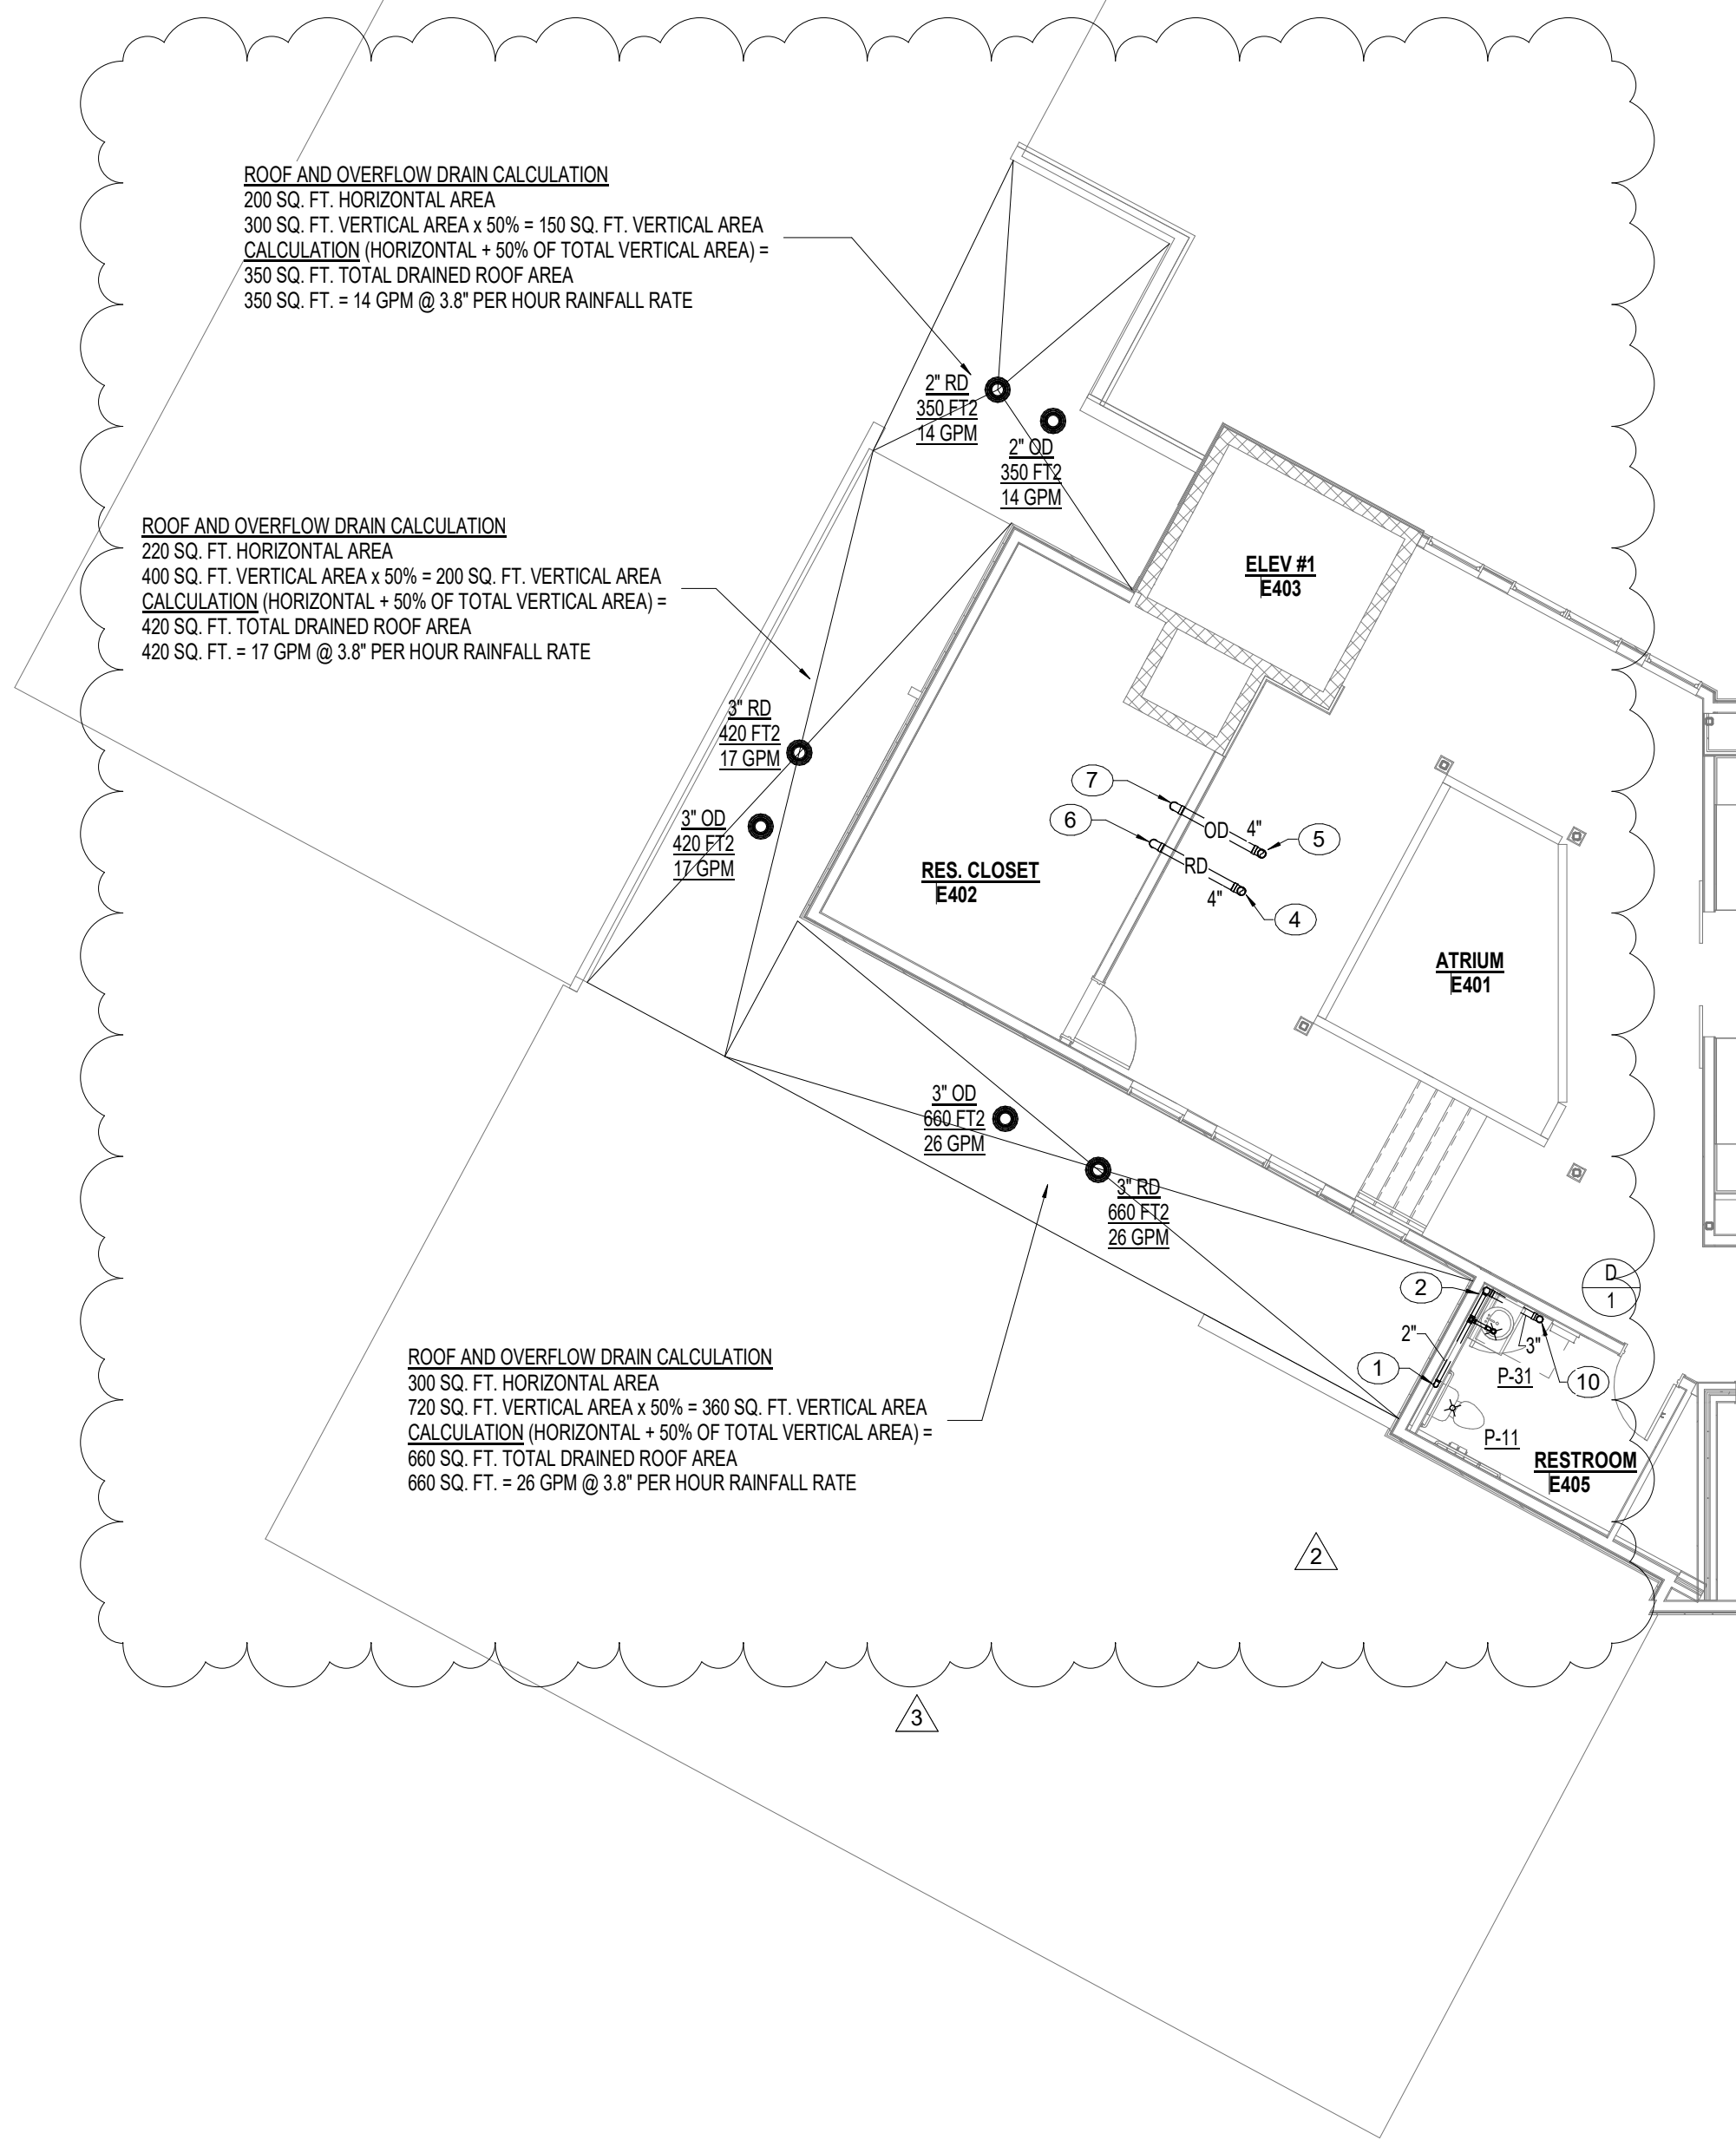 ROOF AND OVERFLOW DRAIN CALCULATION
200 SQ. FT. HORIZONTAL AREA
300 SQ. FT. VERTICAL AREA x 50% = 150 SQ. FT. VERTICAL AREA
CALCULATION (HORIZONTAL + 50% OF TOTAL VERTICAL AREA) =
350 SQ. FT. TOTAL DRAINED ROOF AREA
350 SQ. FT. = 14 GPM @ 3.8" PER HOUR RAINFALL RATE
2" RD
350 FT2
14 GPM
2" OD
350 FT2
14 GPM
ROOF AND OVERFLOW DRAIN CALCULATION
220 SQ. FT. HORIZONTAL AREA
400 SQ. FT. VERTICAL AREA x 50% = 200 SQ. FT. VERTICAL AREA
CALCULATION (HORIZONTAL + 50% OF TOTAL VERTICAL AREA) =
420 SQ. FT. TOTAL DRAINED ROOF AREA
420 SQ. FT. = 17 GPM @ 3.8" PER HOUR RAINFALL RATE
ELEV #1
E403
3" RD
420 FT2
17 GPM
3" OD
420 FT2
17 GPM
7
6
OD
4"
5
RD
4"
4
RES. CLOSET
E402
ATRIUM
E401
3" OD
660 FT2
26 GPM
3" RD
660 FT2
26 GPM
D
1
2
2"
3"
1
P-31
10
P-11
RESTROOM
E405
ROOF AND OVERFLOW DRAIN CALCULATION
300 SQ. FT. HORIZONTAL AREA
720 SQ. FT. VERTICAL AREA x 50% = 360 SQ. FT. VERTICAL AREA
CALCULATION (HORIZONTAL + 50% OF TOTAL VERTICAL AREA) =
660 SQ. FT. TOTAL DRAINED ROOF AREA
660 SQ. FT. = 26 GPM @ 3.8" PER HOUR RAINFALL RATE
2
3